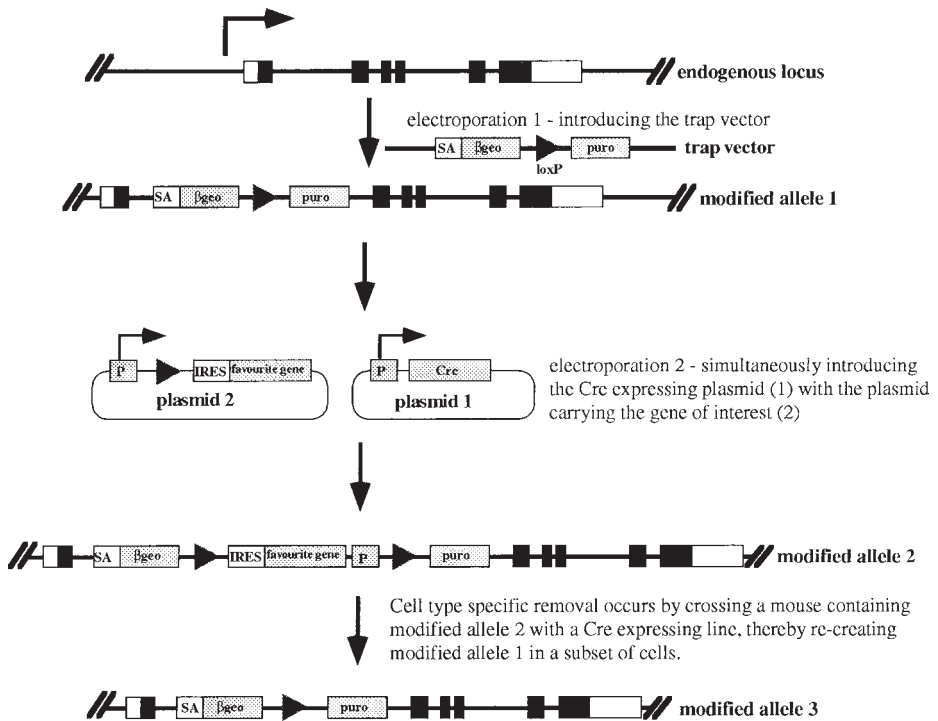 endogenous locus
electroporation 1 - introducing the trap vector
SA βgeo puro trap vector
loxP
SA βgeo puro modified allele 1
P IRES favourite gene P Cre
plasmid 2 plasmid 1
electroporation 2 - simultaneously introducing
the Cre expressing plasmid (1) with the plasmid
carrying the gene of interest (2)
SA βgeo IRES favourite gene P puro modified allele 2
Cell type specific removal occurs by crossing a mouse containing
modified allele 2 with a Cre expressing line, thereby re-creating
modified allele 1 in a subset of cells.
SA βgeo puro modified allele 3